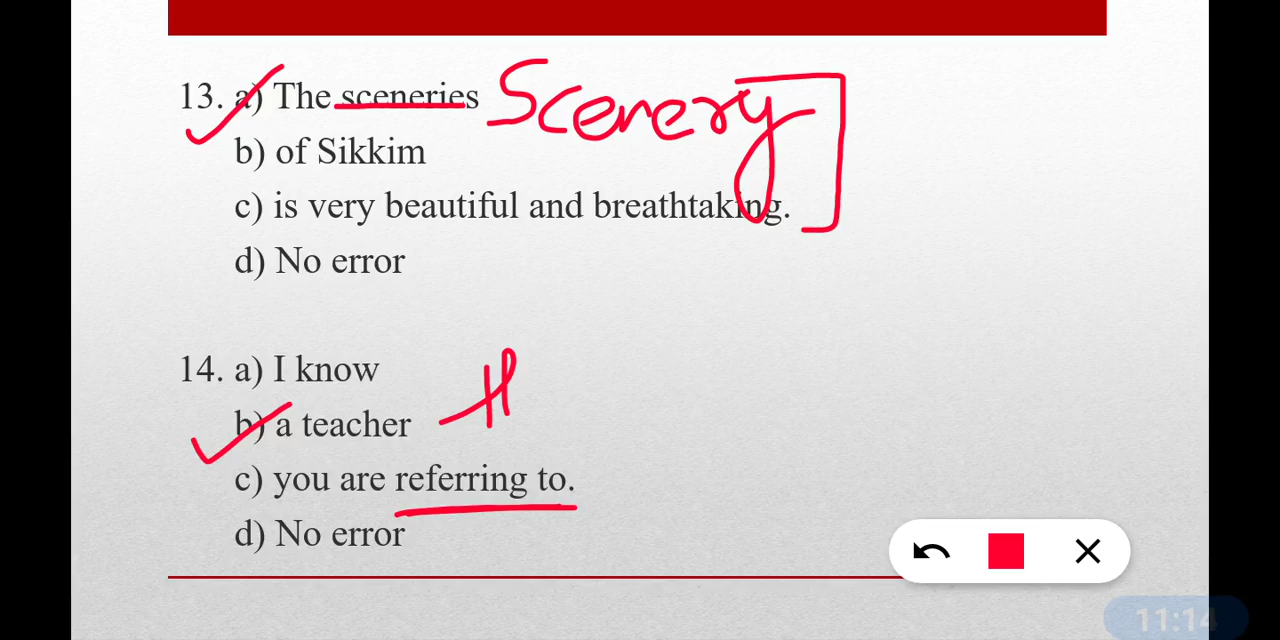 13. a) The sceneries Scenery
b) of Sikkim
c) is very beautiful and breathtaking.
d) No error
14. a) I know
b) a teacher
c) you are referring to.
d) No error
11:14